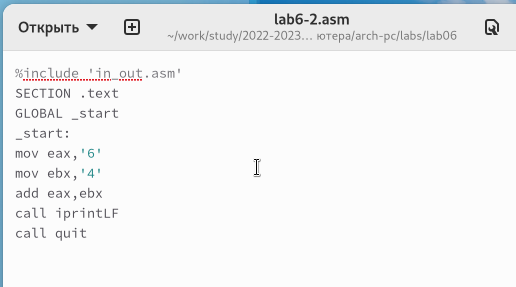 Открыть
lab6-2.asm
~/work/study/2022-2023… ютера/arch-pc/labs/lab06
%include 'in_out.asm'
SECTION .text
GLOBAL _start
_start:
mov eax,'6'
mov ebx,'4'
add eax,ebx
call iprintLF
call quit